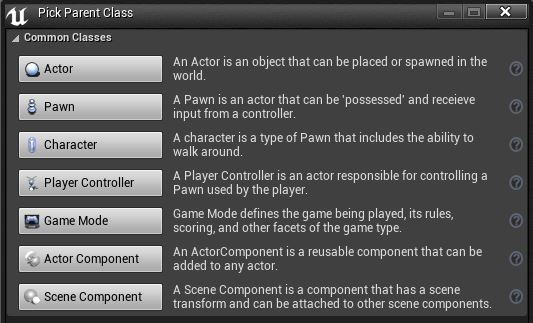 Pick Parent Class
Common Classes
Actor
An Actor is an object that can be placed or spawned in the
world.
Pawn
A Pawn is an actor that can be 'possessed' and receieve
input from a controller.
Character
A character is a type of Pawn that includes the ability to
walk around.
Player Controller
A Player Controller is an actor responsible for controlling a
Pawn used by the player.
Game Mode
Game Mode defines the game being played, its rules,
scoring, and other facets of the game type.
Actor Component
An ActorComponent is a reusable component that can be
added to any actor.
Scene Component
A Scene Component is a component that has a scene
transform and can be attached to other scene components.